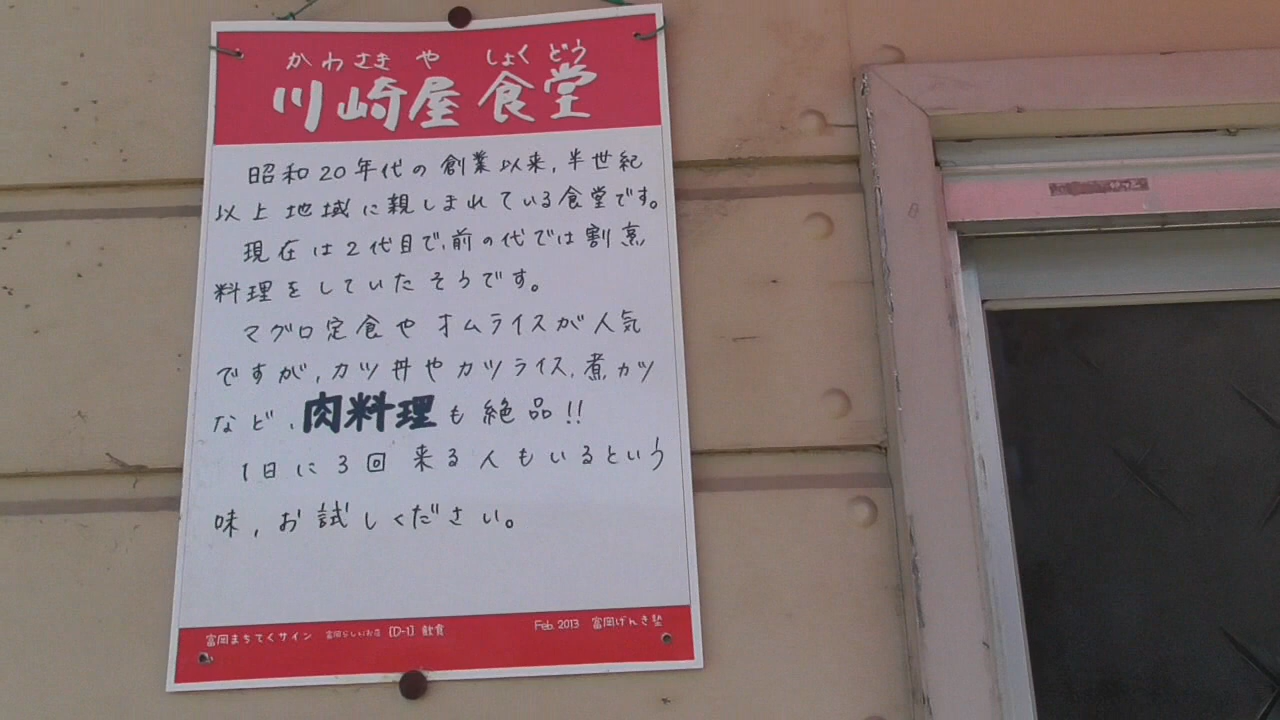 かわさき や しょく どう
川崎屋食堂
昭和20年代の創業以来、半世紀
以上地域に親しまれている食堂です。
現在は2代目で、前の代では割烹
料理をしていたそうです。
マグロ定食やオムライスが人気
ですが、カツ丼やカツライス、煮カツ
など、肉料理も絶品!!
1日に3回来る人もいるという
味、お試しください。
富岡まちてくサイン 富岡らしいお店 [D-1] 飲食 Feb. 2013 富岡げんき塾